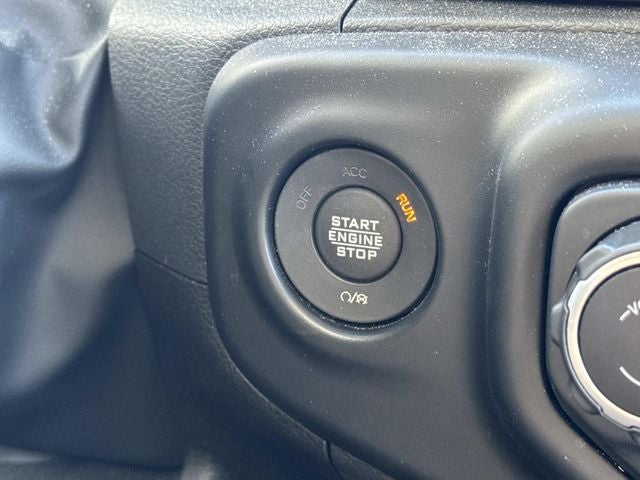 OFF
ACC
RUN
START
ENGINE
STOP